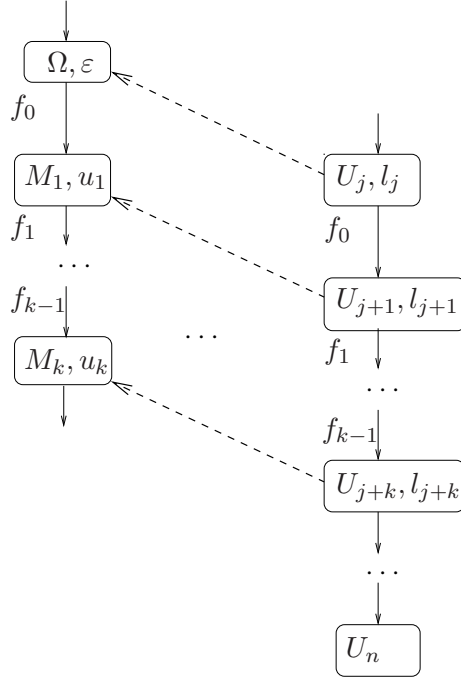 Ω, ε
f₀
M₁, u₁
f₁
...
fₖ₋₁
Mₖ, uₖ
...
Uⱼ, lⱼ
f₀
Uⱼ₊₁, lⱼ₊₁
f₁
...
fₖ₋₁
Uⱼ₊ₖ, lⱼ₊ₖ
...
Uₙ